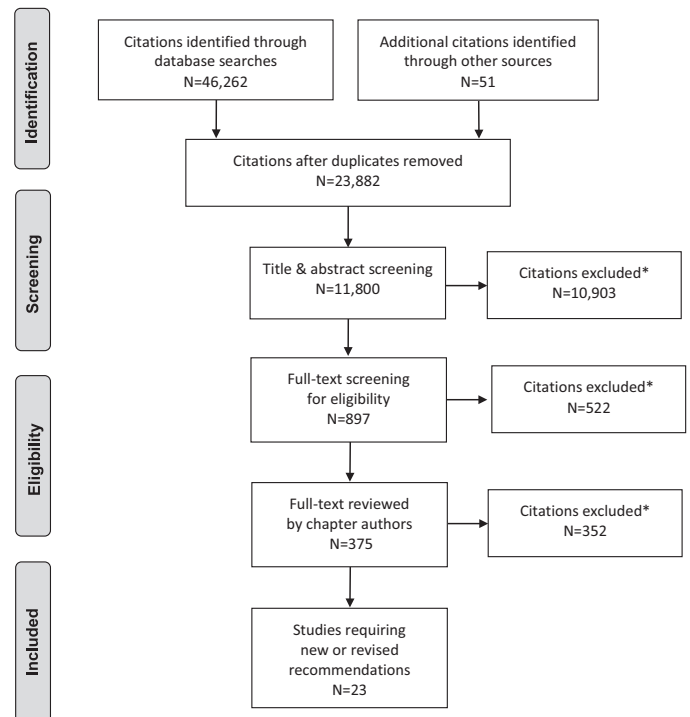 Identification
Citations identified through
database searches
N=46,262
Additional citations identified
through other sources
N=51
Citations after duplicates removed
N=23,882
Screening
Title & abstract screening
N=11,800
Citations excluded*
N=10,903
Eligibility
Full-text screening
for eligibility
N=897
Citations excluded*
N=522
Full-text reviewed
by chapter authors
N=375
Citations excluded*
N=352
Included
Studies requiring
new or revised
recommendations
N=23